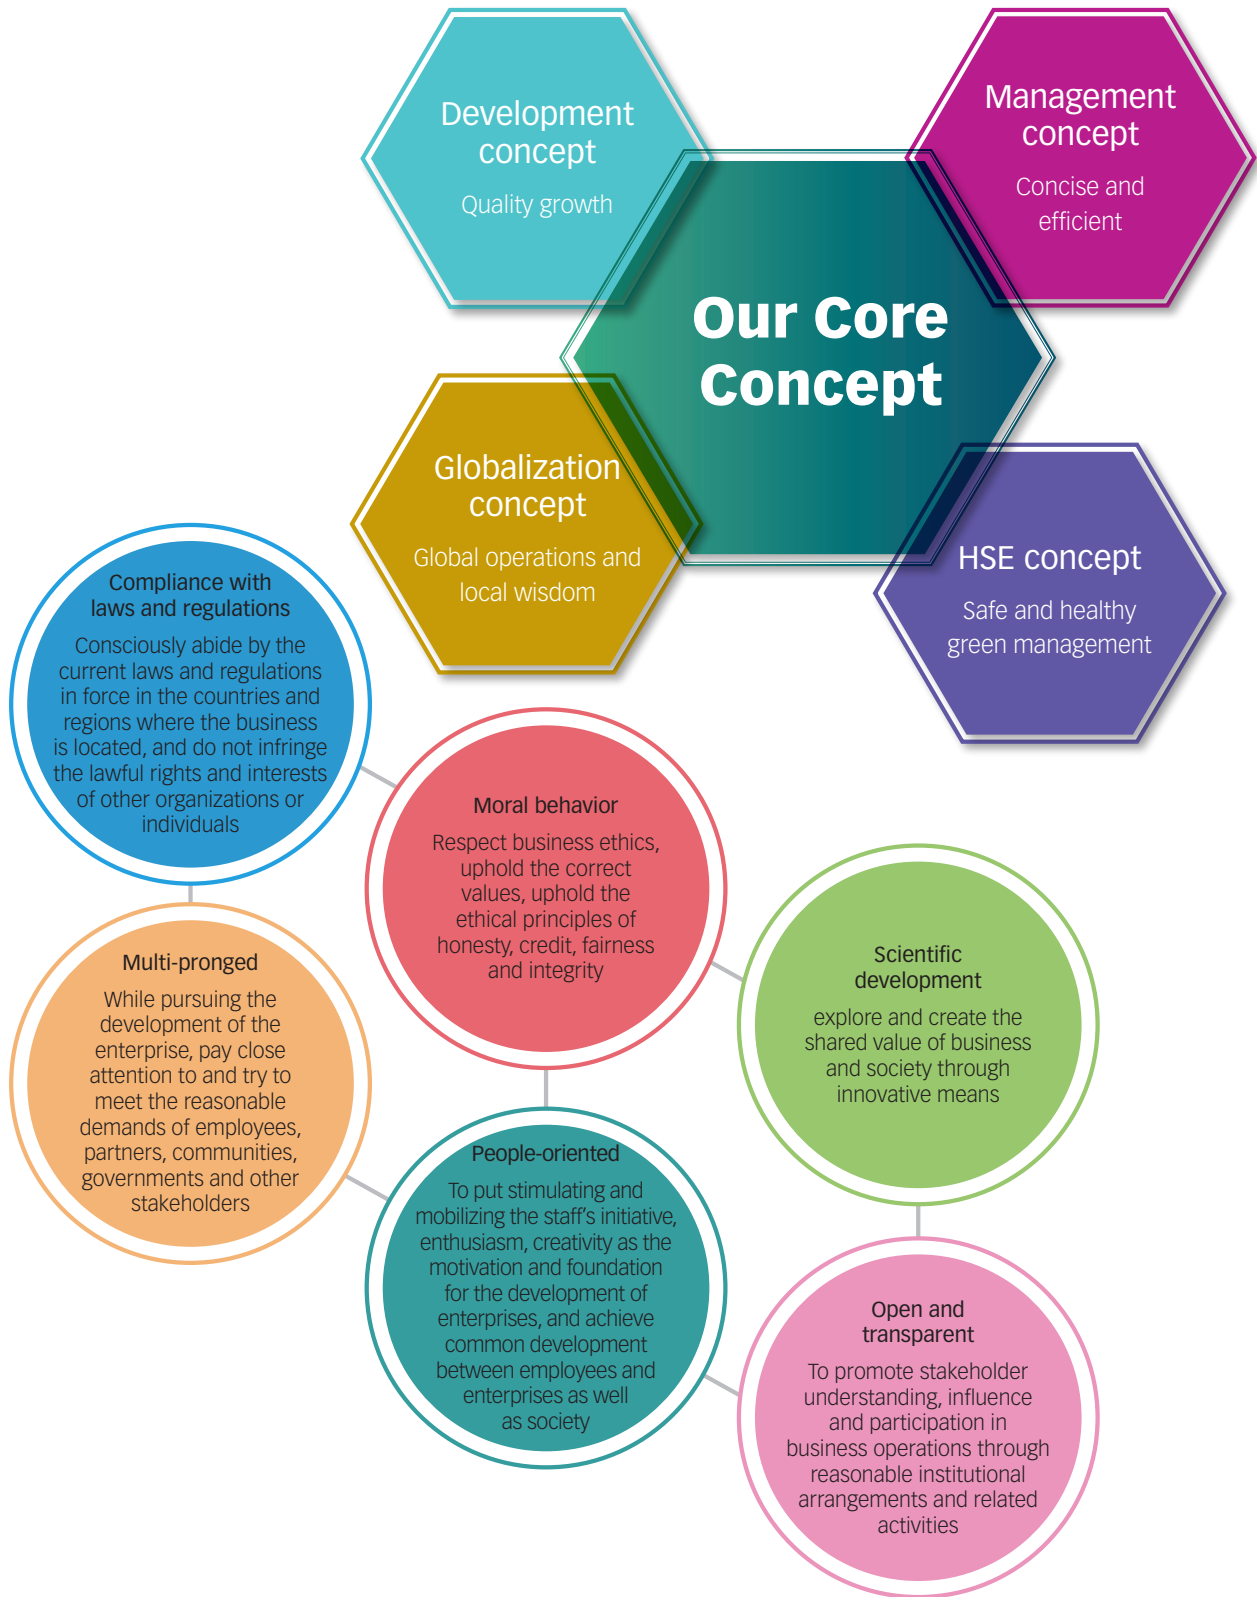 Development
concept
Quality growth
Management
concept
Concise and
efficient
Our Core
Concept
Globalization
concept
Global operations and
local wisdom
HSE concept
Safe and healthy
green management
Compliance with
laws and regulations
Consciously abide by the
current laws and regulations
in force in the countries and
regions where the business
is located, and do not infringe
the lawful rights and interests
of other organizations or
individuals
Moral behavior
Respect business ethics,
uphold the correct
values, uphold the
ethical principles of
honesty, credit, fairness
and integrity
Scientific
development
explore and create the
shared value of business
and society through
innovative means
Multi-pronged
While pursuing the
development of the
enterprise, pay close
attention to and try to
meet the reasonable
demands of employees,
partners, communities,
governments and other
stakeholders
People-oriented
To put stimulating and
mobilizing the staff's initiative,
enthusiasm, creativity as the
motivation and foundation
for the development of
enterprises, and achieve
common development
between employees and
enterprises as well
as society
Open and
transparent
To promote stakeholder
understanding, influence
and participation in
business operations through
reasonable institutional
arrangements and related
activities